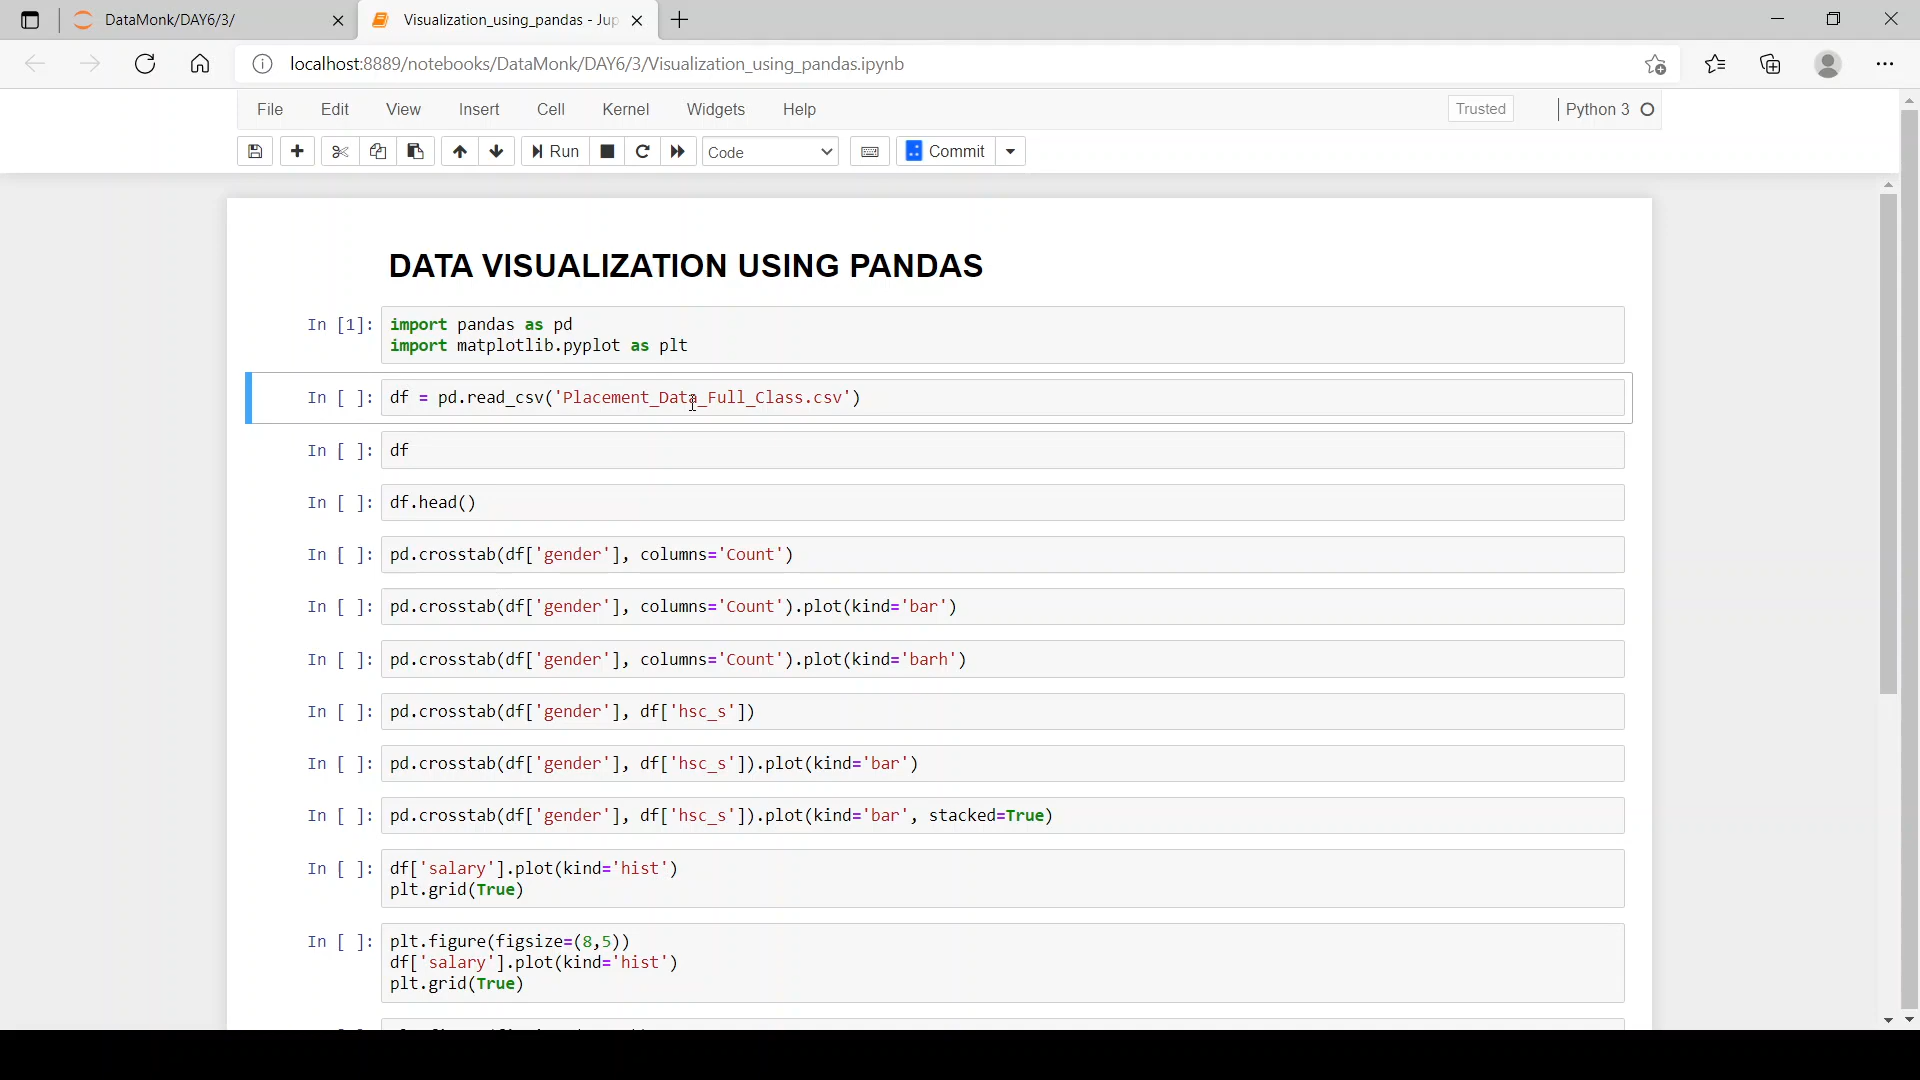 DataMonk/DAY6/3/
Visualization_using_pandas - Jup
localhost:8889/notebooks/DataMonk/DAY6/3/Visualization_using_pandas.ipynb
File Edit View Insert Cell Kernel Widgets Help Trusted Python 3
Run Code Commit
DATA VISUALIZATION USING PANDAS
In [1]: import pandas as pd
import matplotlib.pyplot as plt
In [ ]: df = pd.read_csv('Placement_Data_Full_Class.csv')
In [ ]: df
In [ ]: df.head()
In [ ]: pd.crosstab(df['gender'], columns='Count')
In [ ]: pd.crosstab(df['gender'], columns='Count').plot(kind='bar')
In [ ]: pd.crosstab(df['gender'], columns='Count').plot(kind='barh')
In [ ]: pd.crosstab(df['gender'], df['hsc_s'])
In [ ]: pd.crosstab(df['gender'], df['hsc_s']).plot(kind='bar')
In [ ]: pd.crosstab(df['gender'], df['hsc_s']).plot(kind='bar', stacked=True)
In [ ]: df['salary'].plot(kind='hist')
plt.grid(True)
In [ ]: plt.figure(figsize=(8,5))
df['salary'].plot(kind='hist')
plt.grid(True)